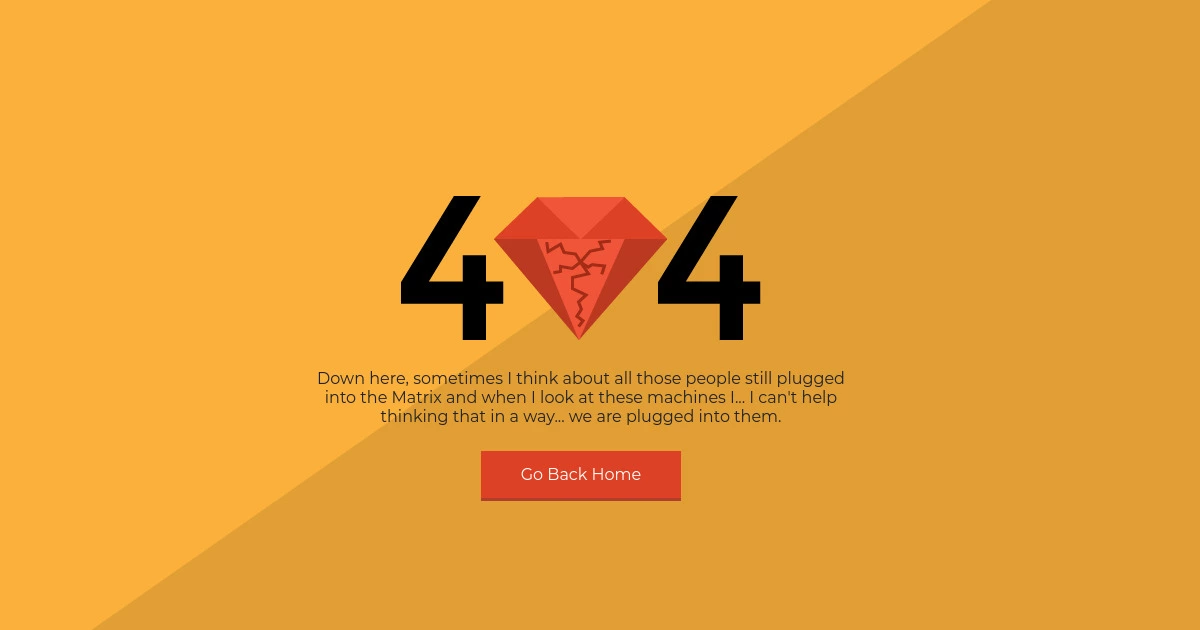 4 4
Down here, sometimes I think about all those people still plugged
into the Matrix and when I look at these machines I... I can't help
thinking that in a way... we are plugged into them.
Go Back Home